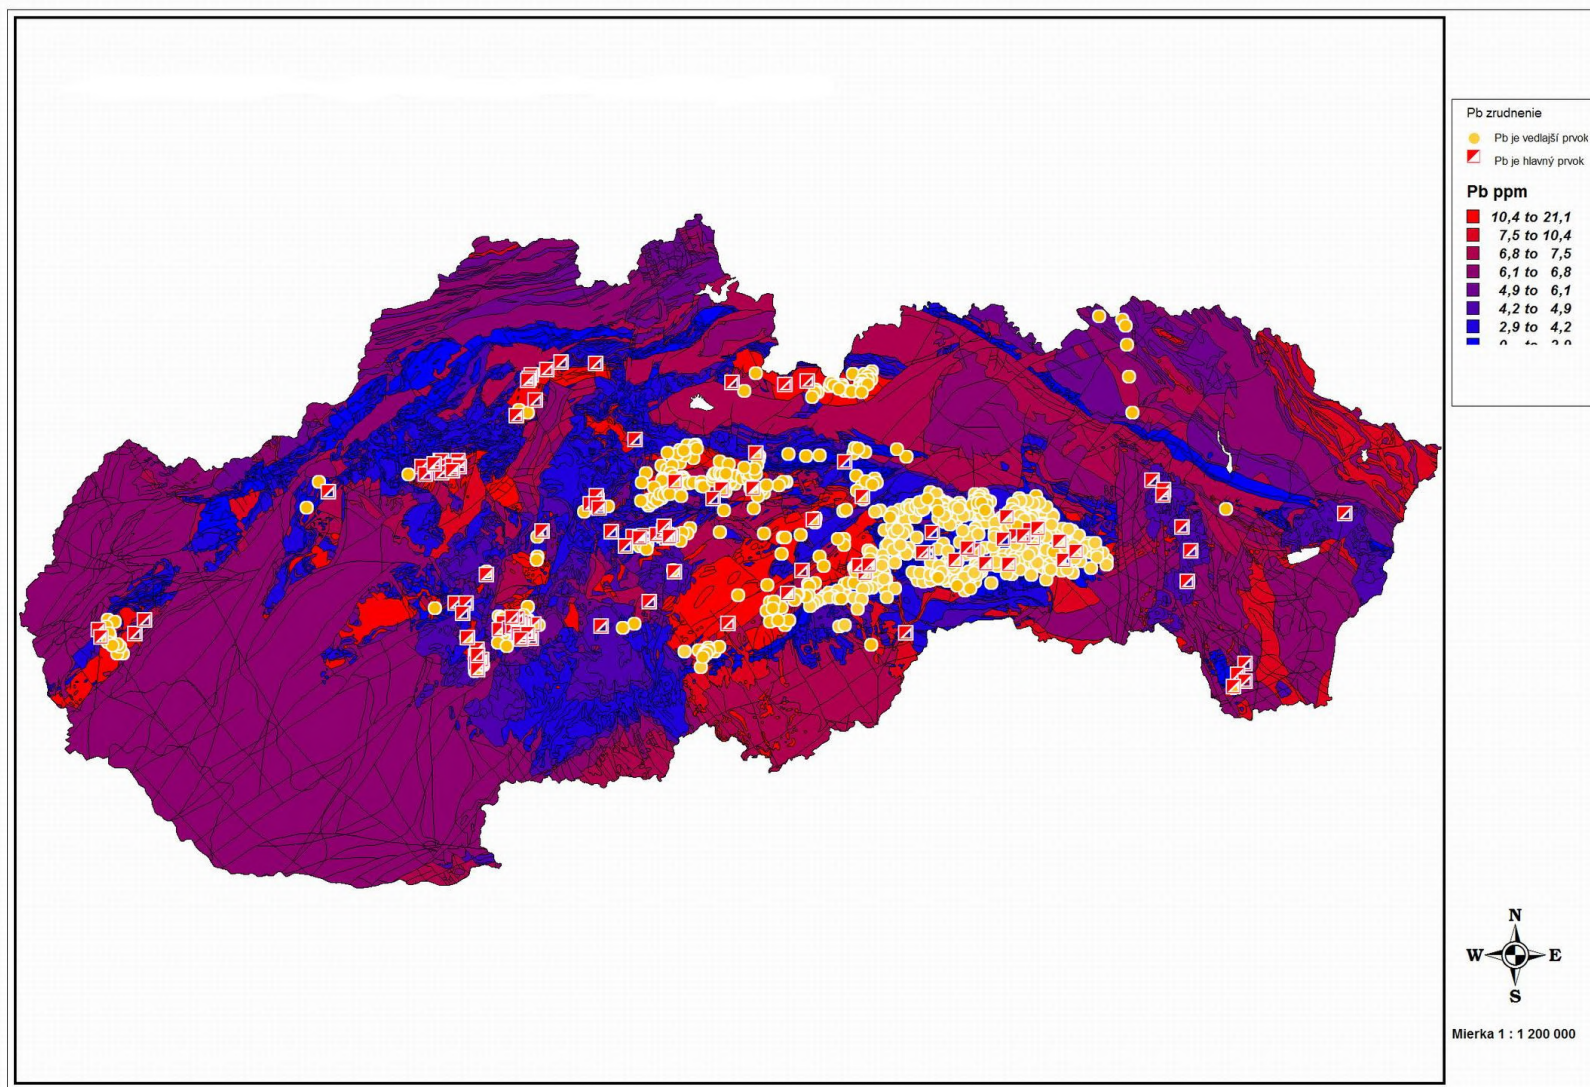 Pb zrudnenie
Pb je vedlajší prvok
Pb je hlavný prvok
Pb ppm
10,4 to 21,1
7,5 to 10,4
6,8 to 7,5
6,1 to 6,8
4,9 to 6,1
4,2 to 4,9
2,9 to 4,2
N
W E
S
Mierka 1 : 1 200 000